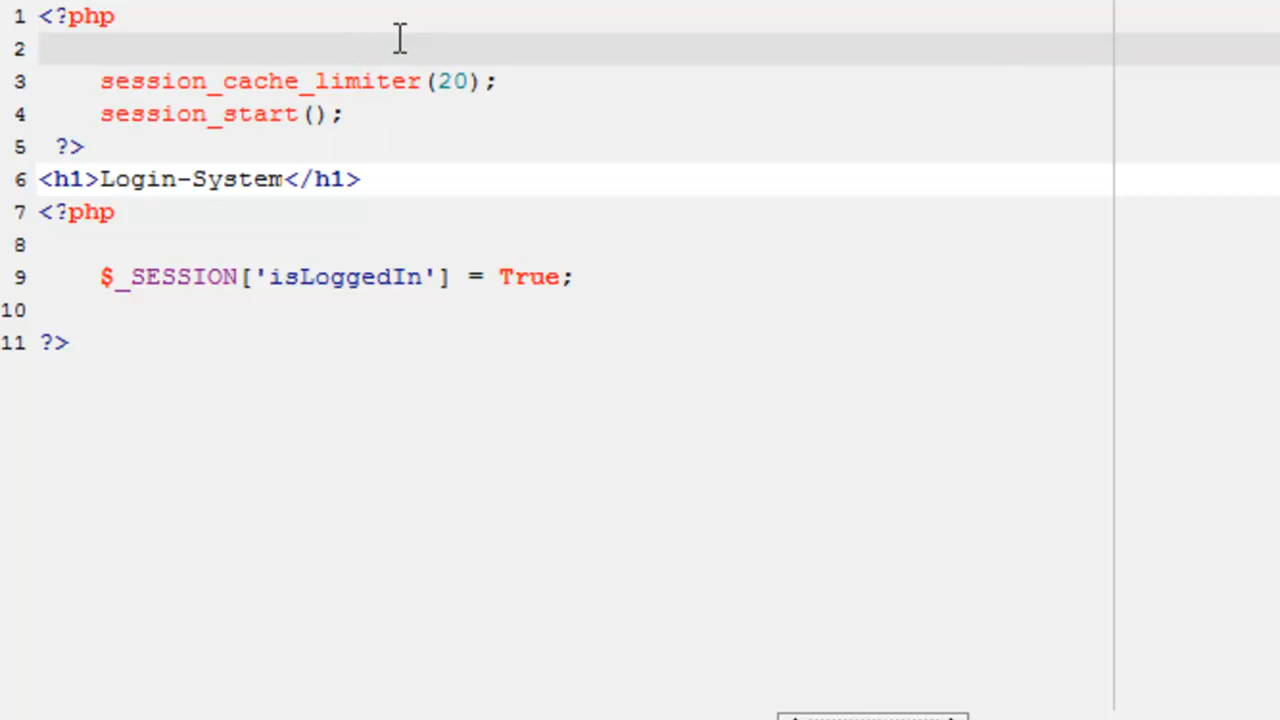 1 <?php
2
3 session_cache_limiter(20);
4 session_start();
5 ?>
6 <h1>Login-System</h1>
7 <?php
8
9 $_SESSION['isLoggedIn'] = True;
10
11 ?>